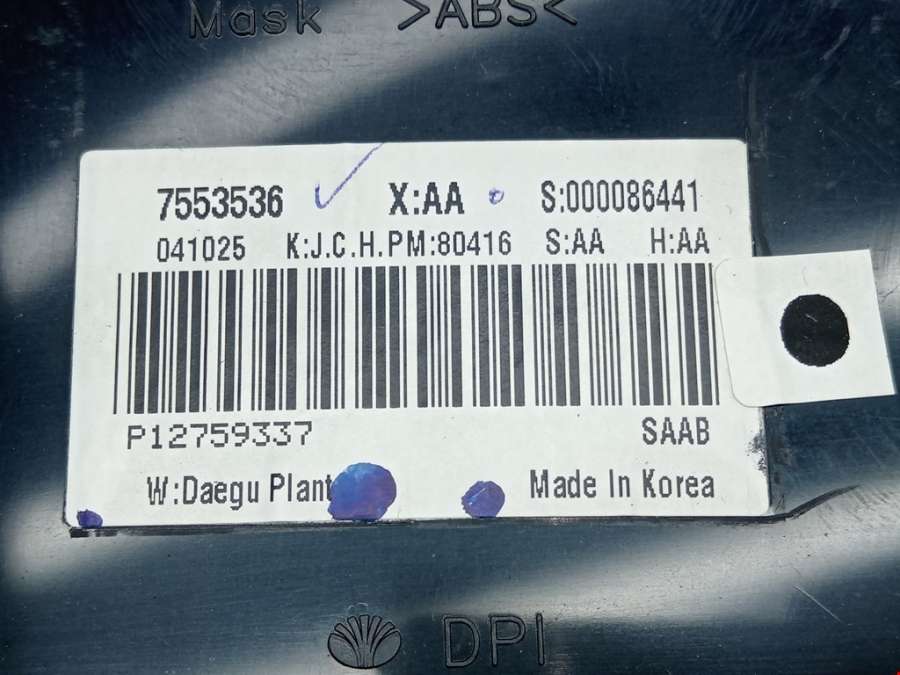 Mask >ABS<
7553536 X:AA S:000086441
041025 K:J.C.H.PM:80416 S:AA H:AA
P12759337 SAAB
W:Daegu Plant Made In Korea
DPI